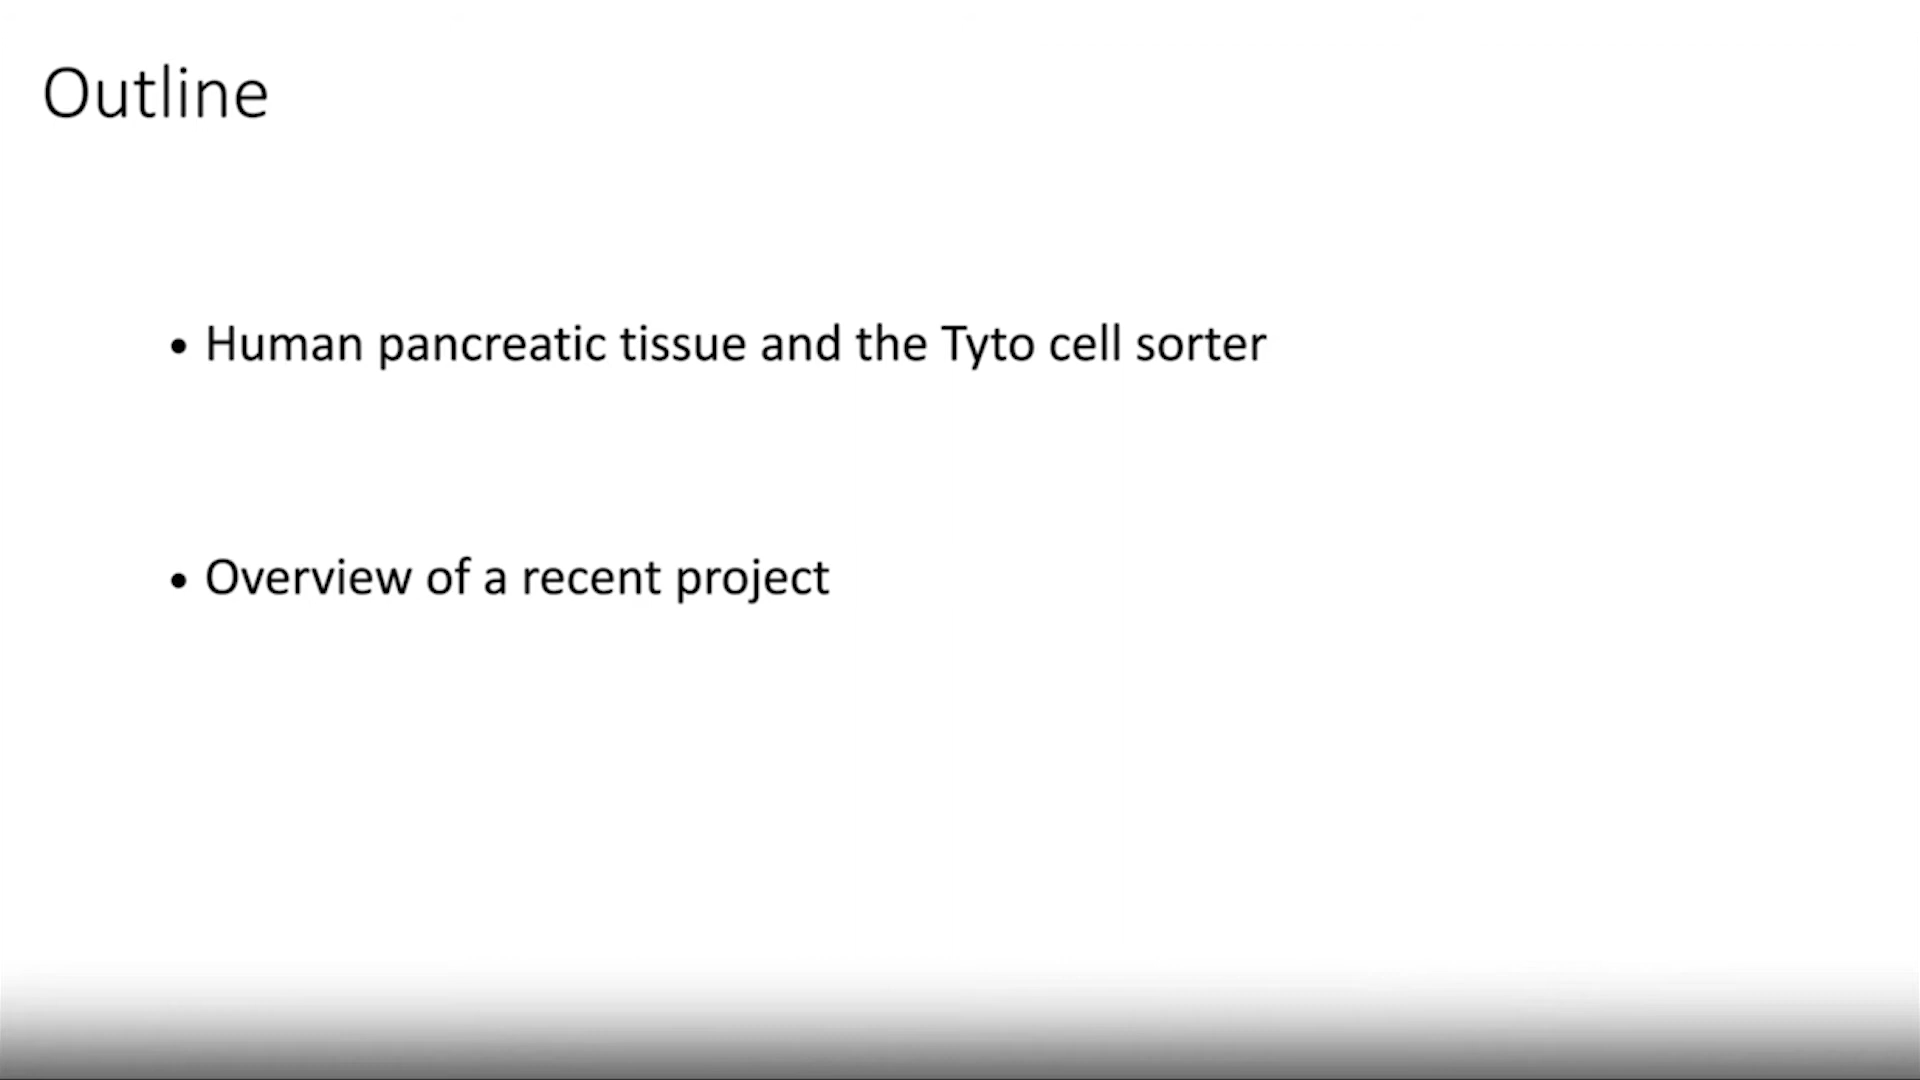 Outline
• Human pancreatic tissue and the Tyto cell sorter
• Overview of a recent project